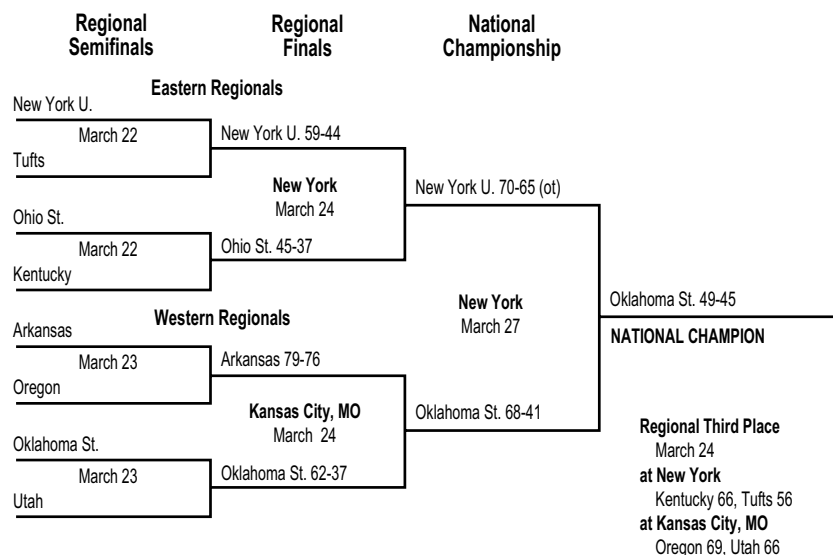 Regional
Semifinals
Regional
Finals
National
Championship
Eastern Regionals
New York U.
March 22
Tufts
New York U. 59-44
New York
March 24
New York U. 70-65 (ot)
Ohio St.
March 22
Kentucky
Ohio St. 45-37
Western Regionals
New York
March 27
Oklahoma St. 49-45
NATIONAL CHAMPION
Arkansas
March 23
Oregon
Arkansas 79-76
Kansas City, MO
March 24
Oklahoma St. 68-41
Oklahoma St.
March 23
Utah
Oklahoma St. 62-37
Regional Third Place
March 24
at New York
Kentucky 66, Tufts 56
at Kansas City, MO
Oregon 69, Utah 66